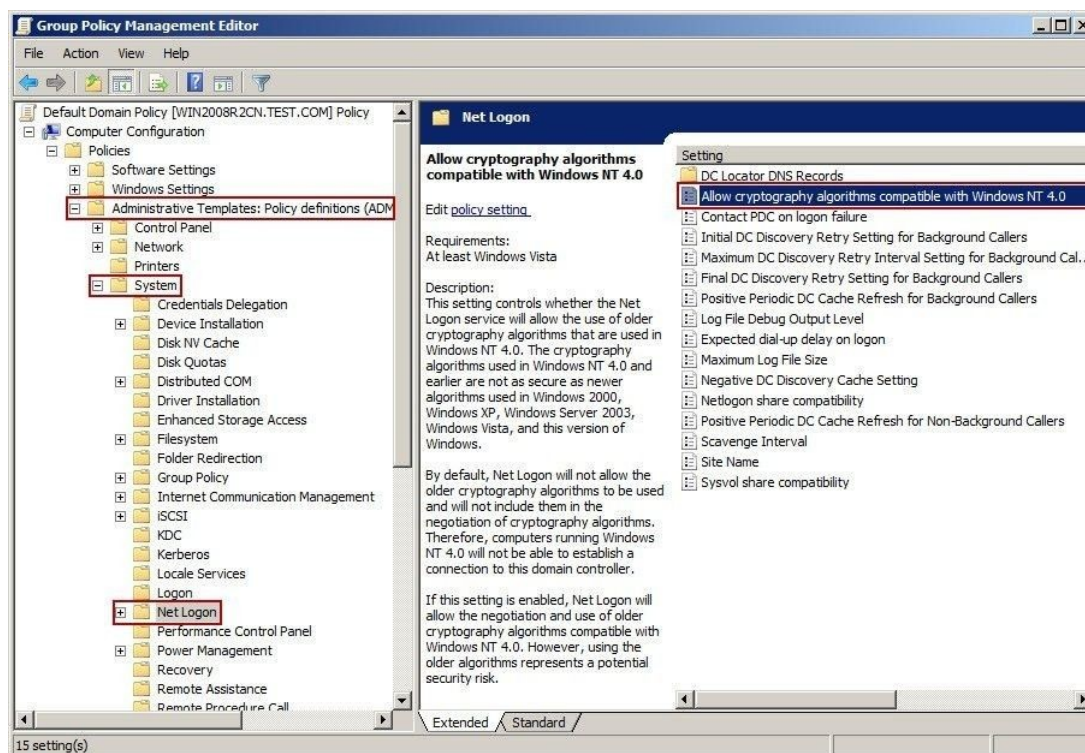 Group Policy Management Editor
File Action View Help
Default Domain Policy [WIN2008R2CN.TEST.COM] Policy
Computer Configuration
Policies
Software Settings
Windows Settings
Administrative Templates: Policy definitions (ADM
Control Panel
Network
Printers
System
Credentials Delegation
Device Installation
Disk NV Cache
Disk Quotas
Distributed COM
Driver Installation
Enhanced Storage Access
Filesystem
Folder Redirection
Group Policy
Internet Communication Management
iSCSI
KDC
Kerberos
Locale Services
Logon
Net Logon
Performance Control Panel
Power Management
Recovery
Remote Assistance
Remote Procedure Call
Net Logon
Allow cryptography algorithms
compatible with Windows NT 4.0
Edit policy setting
Requirements:
At least Windows Vista
Description:
This setting controls whether the Net
Logon service will allow the use of older
cryptography algorithms that are used in
Windows NT 4.0. The cryptography
algorithms used in Windows NT 4.0 and
earlier are not as secure as newer
algorithms used in Windows 2000,
Windows XP, Windows Server 2003,
Windows Vista, and this version of
Windows.
By default, Net Logon will not allow the
older cryptography algorithms to be used
and will not include them in the
negotiation of cryptography algorithms.
Therefore, computers running Windows
NT 4.0 will not be able to establish a
connection to this domain controller.
If this setting is enabled, Net Logon will
allow the negotiation and use of older
cryptography algorithms compatible with
Windows NT 4.0. However, using the
older algorithms represents a potential
security risk.
Setting
DC Locator DNS Records
Allow cryptography algorithms compatible with Windows NT 4.0
Contact PDC on logon failure
Initial DC Discovery Retry Setting for Background Callers
Maximum DC Discovery Retry Interval Setting for Background Cal..
Final DC Discovery Retry Setting for Background Callers
Positive Periodic DC Cache Refresh for Background Callers
Log File Debug Output Level
Expected dial-up delay on logon
Maximum Log File Size
Negative DC Discovery Cache Setting
Netlogon share compatibility
Positive Periodic DC Cache Refresh for Non-Background Callers
Scavenge Interval
Site Name
Sysvol share compatibility
Extended Standard
15 setting(s)